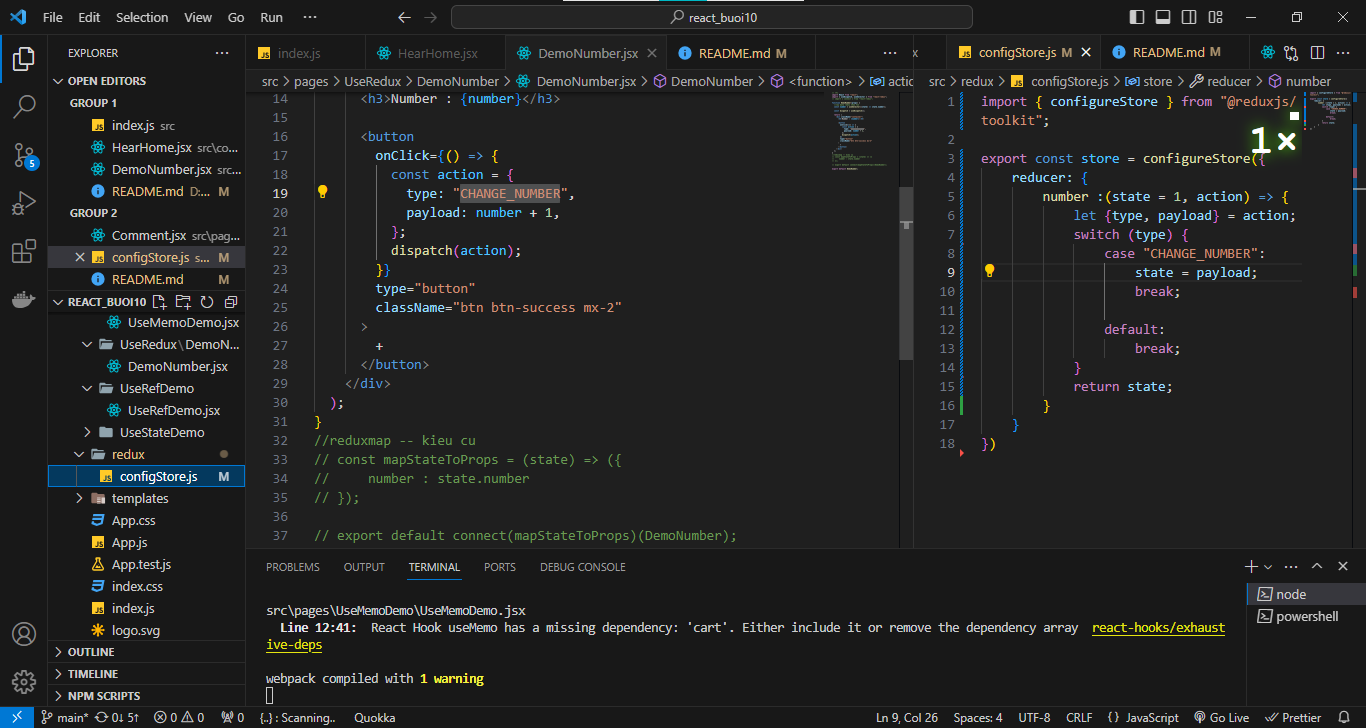 File Edit Selection View Go Run ··· react_buoi10
EXPLORER ···
OPEN EDITORS
GROUP 1
index.js src
HearHome.jsx src\co...
DemoNumber.jsx src...
README.md D:... M
GROUP 2
Comment.jsx src\pag...
configStore.js s... M
README.md M
REACT_BUOI10
UseMemoDemo.jsx
UseRedux\DemoN...
DemoNumber.jsx
UseRefDemo
UseRefDemo.jsx
UseStateDemo
redux
configStore.js M
templates
App.css
App.js
App.test.js
index.css
index.js
logo.svg
OUTLINE
TIMELINE
NPM SCRIPTS
5
index.js HearHome.jsx DemoNumber.jsx README.md M ···
src > pages > UseRedux > DemoNumber > DemoNumber.jsx > DemoNumber > <function> > actio
14 <h3>Number : {number}</h3>
15
16 <button
17 onClick={() => {
18 const action = {
19 type: "CHANGE_NUMBER",
20 payload: number + 1,
21 };
22 dispatch(action);
23 }}
24 type="button"
25 className="btn btn-success mx-2"
26 >
27 +
28 </button>
29 </div>
30 );
31 }
32 //reduxmap -- kieu cu
33 // const mapStateToProps = (state) => ({
34 // number : state.number
35 // });
36
37 // export default connect(mapStateToProps)(DemoNumber);
x configStore.js M README.md M ···
src > redux > configStore.js > store > reducer > number
1 import { configureStore } from "@reduxjs/
toolkit";
2
3 export const store = configureStore({
4 reducer: {
5 number :(state = 1, action) => {
6 let {type, payload} = action;
7 switch (type) {
8 case "CHANGE_NUMBER":
9 state = payload;
10 break;
11
12 default:
13 break;
14 }
15 return state;
16 }
17 }
18 })
1×
PROBLEMS OUTPUT TERMINAL PORTS DEBUG CONSOLE
src\pages\UseMemoDemo\UseMemoDemo.jsx
Line 12:41: React Hook useMemo has a missing dependency: 'cart'. Either include it or remove the dependency array react-hooks/exhaust
ive-deps
webpack compiled with 1 warning
node
powershell
main* 0↓ 5↑ 0 0 0 {..} : Scanning.. Quokka Ln 9, Col 26 Spaces: 4 UTF-8 CRLF {} JavaScript Go Live Prettier